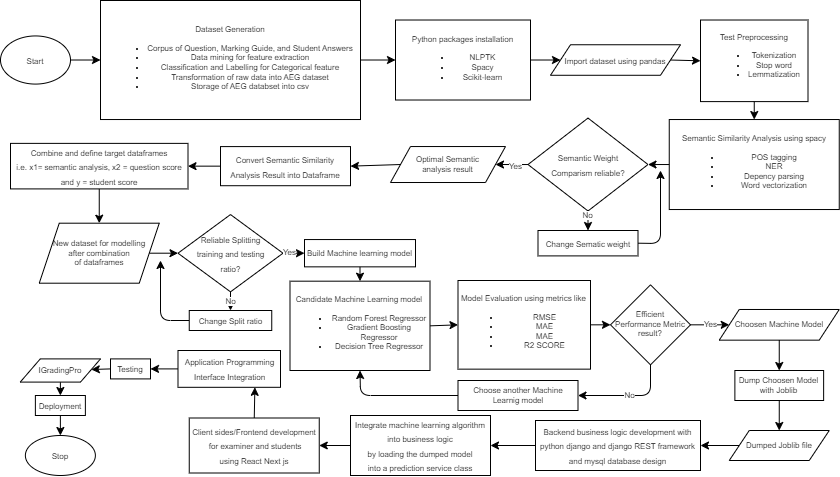 Start
Dataset Generation
Corpus of Question, Marking Guide, and Student Answers
Data mining for feature extraction
Classification and Labelling for Categorical feature
Transformation of raw data into AEG dataset
Storage of AEG databset into csv
Python packages installation
NLPTK
Spacy
Scikit-learn
Import dataset using pandas
Test Preprocessing
Tokenization
Stop word
Lemmatization
Semantic Similarity Analysis using spacy
POS tagging
NER
Depency parsing
Word vectorization
Semantic Weight
Comparism reliable?
No
Change Sematic weight
Yes
Optimal Semantic
analysis result
Convert Semantic Similarity
Analysis Result into Dataframe
Combine and define target dataframes
i.e. x1= semantic analysis, x2 = question score
and y = student score
New dataset for modelling
after combination
of dataframes
Reliable Splitting
training and testing
ratio?
No
Change Split ratio
Yes
Build Machine learning model
Candidate Machine Learning model
Random Forest Regressor
Gradient Boosting
Regressor
Decision Tree Regressor
Model Evaluation using metrics like
RMSE
MAE
MAE
R2 SCORE
Efficient
Performance Metric
result?
No
Choose another Machine
Learnig model
Yes
Choosen Machine Model
Dump Choosen Model
with Joblib
Dumped Joblib file
Backend business logic development with
python django and django REST framework
and mysql database design
Integrate machine learning algorithm
into business logic
by loading the dumped model
into a prediction service class
Client sides/Frontend development
for examiner and students
using React Next js
Application Programming
Interface Integration
Testing
IGradingPro
Deployment
Stop